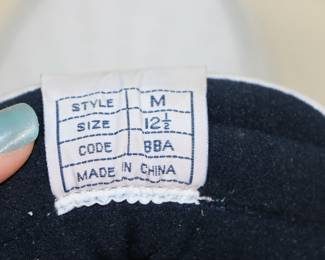 STYLE M
SIZE 12½
CODE BBA
MADE IN CHINA